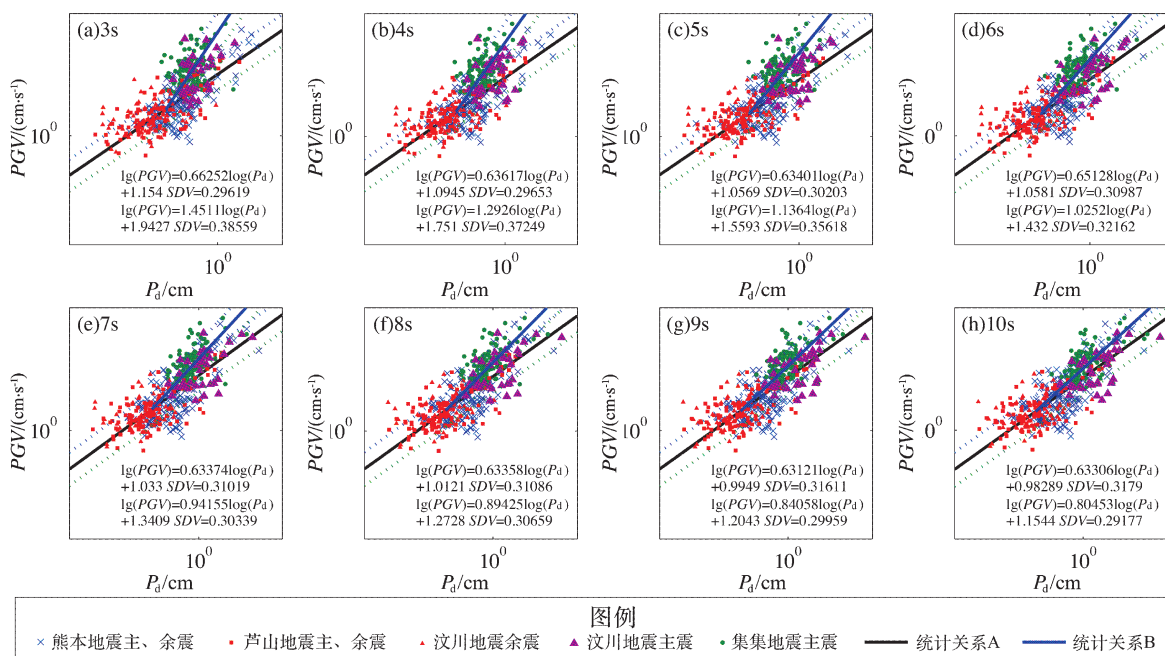 (a)3s
PGV/(cm·s⁻¹)
10⁰
lg(PGV)=0.66252log(Pd)
+1.154 SDV=0.29619
lg(PGV)=1.4511log(Pd)
+1.9427 SDV=0.38559
10⁰
Pd/cm
(b)4s
PGV/(cm·s⁻¹)
10⁰
lg(PGV)=0.63617log(Pd)
+1.0945 SDV=0.29653
lg(PGV)=1.2926log(Pd)
+1.751 SDV=0.37249
10⁰
Pd/cm
(c)5s
PGV/(cm·s⁻¹)
10⁰
lg(PGV)=0.63401log(Pd)
+1.0569 SDV=0.30203
lg(PGV)=1.1364log(Pd)
+1.5593 SDV=0.35618
10⁰
Pd/cm
(d)6s
PGV/(cm·s⁻¹)
0⁰
lg(PGV)=0.65128log(Pd)
+1.0581 SDV=0.30987
lg(PGV)=1.0252log(Pd)
+1.432 SDV=0.32162
10⁰
Pd/cm
(e)7s
PGV/(cm·s⁻¹)
10⁰
lg(PGV)=0.63374log(Pd)
+1.033 SDV=0.31019
lg(PGV)=0.94155log(Pd)
+1.3409 SDV=0.30339
10⁰
Pd/cm
(f)8s
PGV/(cm·s⁻¹)
10⁰
lg(PGV)=0.63358log(Pd)
+1.0121 SDV=0.31086
lg(PGV)=0.89425log(Pd)
+1.2728 SDV=0.30659
10⁰
Pd/cm
(g)9s
PGV/(cm·s⁻¹)
10⁰
lg(PGV)=0.63121log(Pd)
+0.9949 SDV=0.31611
lg(PGV)=0.84058log(Pd)
+1.2043 SDV=0.29959
10⁰
Pd/cm
(h)10s
PGV/(cm·s⁻¹)
0⁰
lg(PGV)=0.63306log(Pd)
+0.98289 SDV=0.3179
lg(PGV)=0.80453log(Pd)
+1.1544 SDV=0.29177
10⁰
Pd/cm
图例
熊本地震主、余震 芦山地震主、余震 汶川地震余震 汶川地震主震 集集地震主震 统计关系A 统计关系B